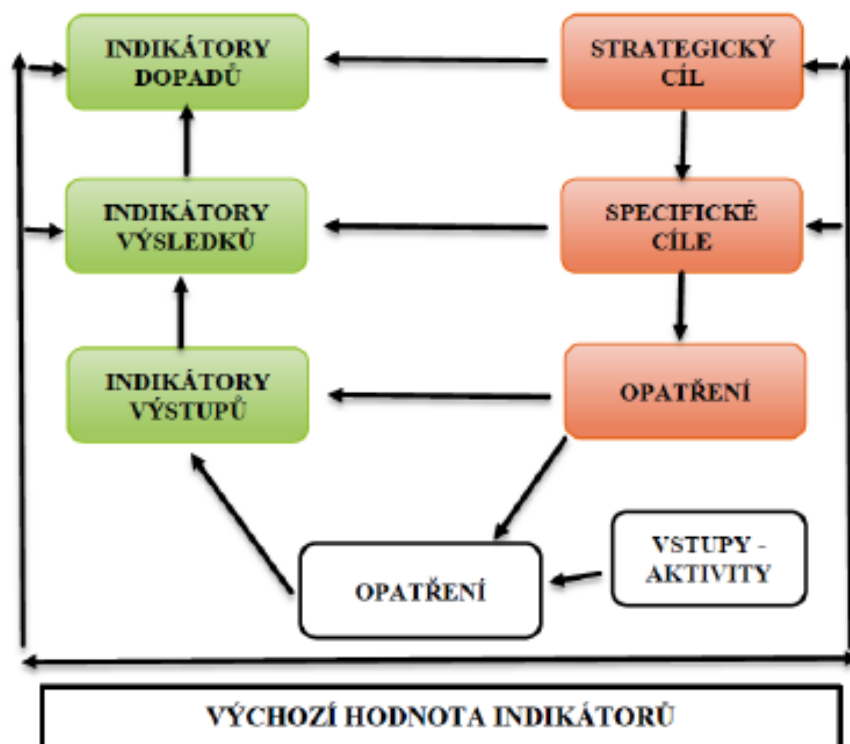 INDIKÁTORY
DOPADŮ
STRATEGICKÝ
CÍL
INDIKÁTORY
VÝSLEDKŮ
SPECIFICKÉ
CÍLE
INDIKÁTORY
VÝSTUPŮ
OPATŘENÍ
OPATŘENÍ
VSTUPY -
AKTIVITY
VÝCHOZÍ HODNOTA INDIKÁTORŮ